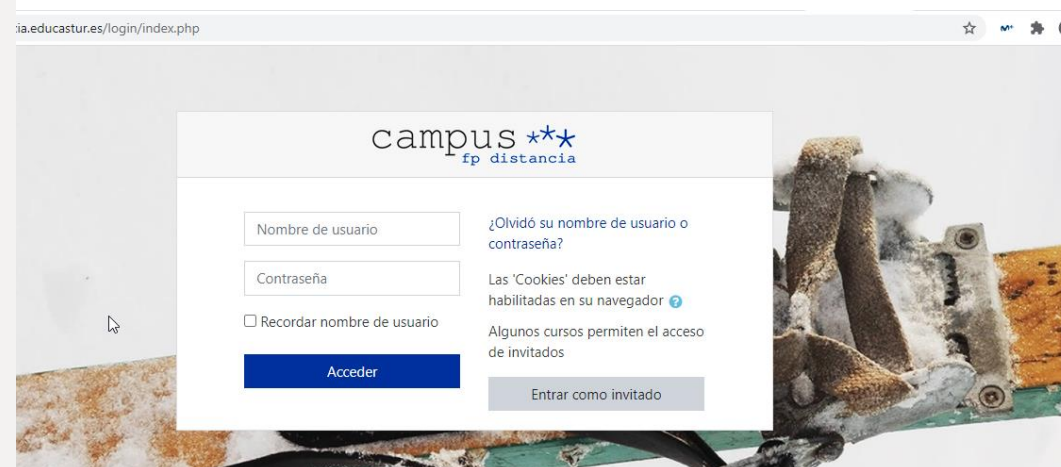 ia.educastur.es/login/index.php
campus ***
fp distancia
Nombre de usuario
Contraseña
Recordar nombre de usuario
Acceder
¿Olvidó su nombre de usuario o
contraseña?
Las 'Cookies' deben estar
habilitadas en su navegador
Algunos cursos permiten el acceso
de invitados
Entrar como invitado